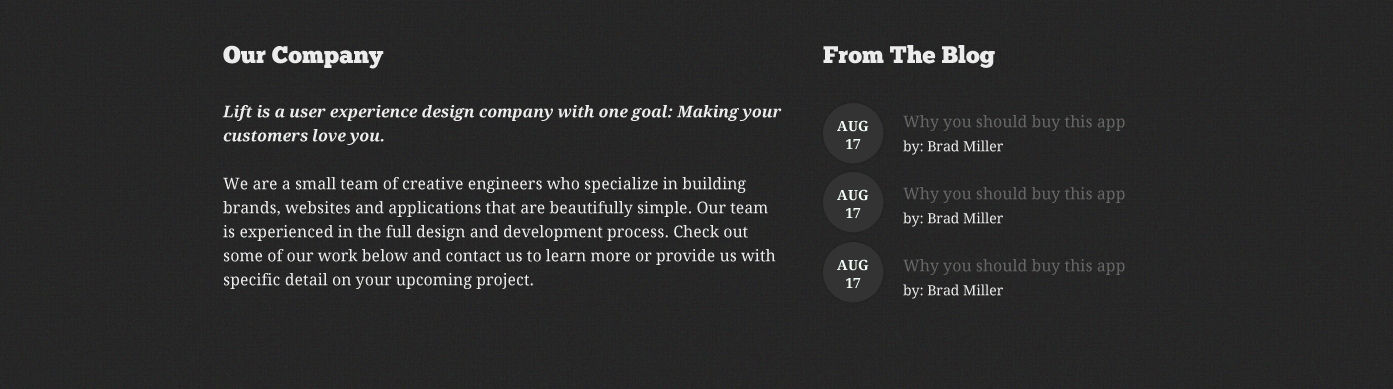 Our Company
Lift is a user experience design company with one goal: Making your
customers love you.
We are a small team of creative engineers who specialize in building
brands, websites and applications that are beautifully simple. Our team
is experienced in the full design and development process. Check out
some of our work below and contact us to learn more or provide us with
specific detail on your upcoming project.
From The Blog
AUG
17
Why you should buy this app
by: Brad Miller
AUG
17
Why you should buy this app
by: Brad Miller
AUG
17
Why you should buy this app
by: Brad Miller